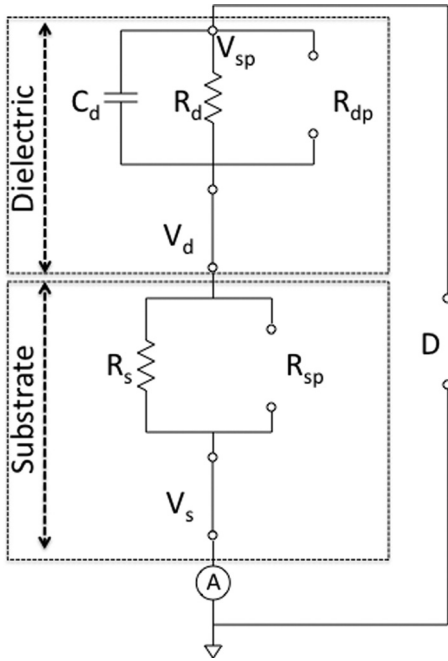 Dielectric
V_sp
C_d
R_d
R_dp
V_d
Substrate
R_s
R_sp
D
V_s
A